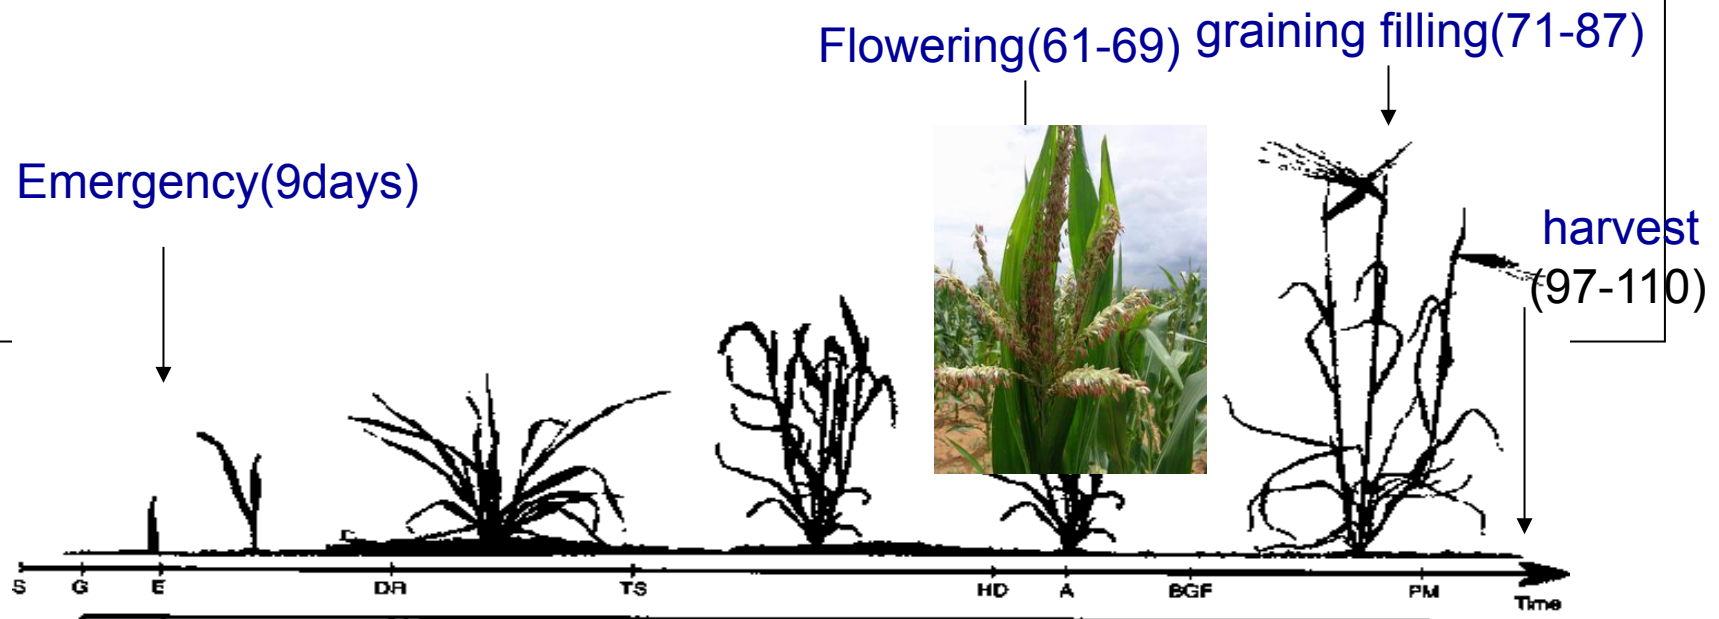 Flowering(61-69) graining filling(71-87)
Emergency(9days)
harvest
(97-110)
S G E DR TS HD A BGF PM
Time